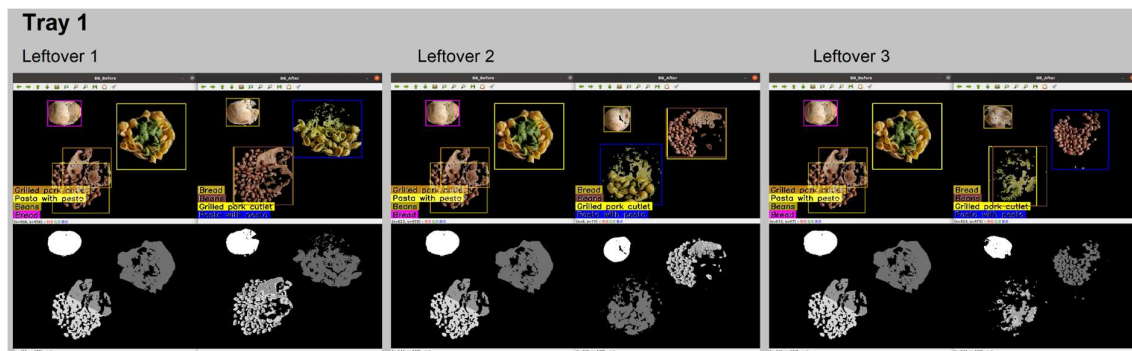 Tray 1
Leftover 1
Leftover 2
Leftover 3
BB_Before
BB_After
BB_Before
BB_After
BB_Before
BB_After
Grilled pork cutlet
Pasta with pesto
Beans
Bread
Bread
Beans
Grilled pork cutlet
Pasta with pesto
Grilled pork cutlet
Pasta with pesto
Beans
Bread
Bread
Beans
Grilled pork cutlet
Pasta with pesto
Grilled pork cutlet
Pasta with pesto
Beans
Bread
Bread
Beans
Grilled pork cutlet
Pasta with pesto